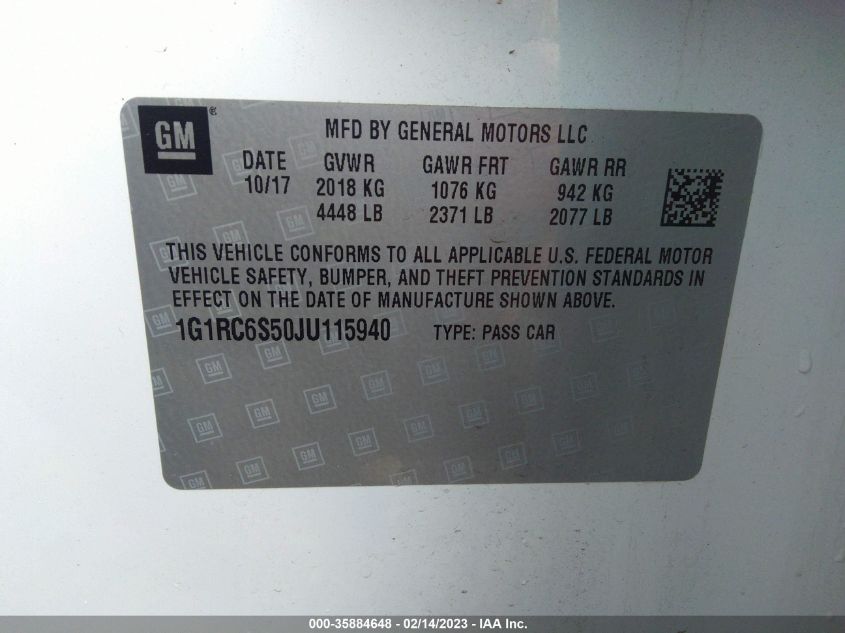 GM ®
MFD BY GENERAL MOTORS LLC
DATE GVWR GAWR FRT GAWR RR
10/17 2018 KG 1076 KG 942 KG
4448 LB 2371 LB 2077 LB
THIS VEHICLE CONFORMS TO ALL APPLICABLE U.S. FEDERAL MOTOR
VEHICLE SAFETY, BUMPER, AND THEFT PREVENTION STANDARDS IN
EFFECT ON THE DATE OF MANUFACTURE SHOWN ABOVE.
1G1RC6S50JU115940 TYPE: PASS CAR
000-35884648 - 02/14/2023 - IAA Inc.